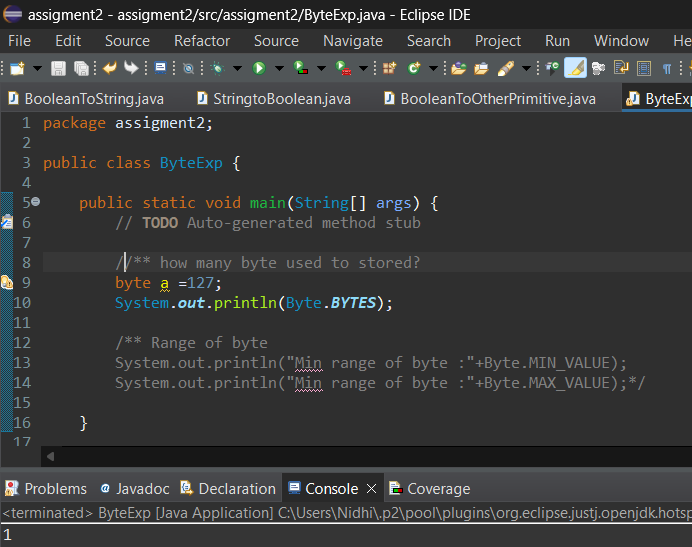 assigment2 - assigment2/src/assigment2/ByteExp.java - Eclipse IDE
File Edit Source Refactor Source Navigate Search Project Run Window He
BooleanToString.java StringtoBoolean.java BooleanToOtherPrimitive.java ByteExp
1 package assigment2;
2
3 public class ByteExp {
4
5 public static void main(String[] args) {
6 // TODO Auto-generated method stub
7
8 //** how many byte used to stored?
9 byte a =127;
10 System.out.println(Byte.BYTES);
11
12 /** Range of byte
13 System.out.println("Min range of byte :"+Byte.MIN_VALUE);
14 System.out.println("Min range of byte :"+Byte.MAX_VALUE);*/
15
16 }
17
Problems Javadoc Declaration Console Coverage
<terminated> ByteExp [Java Application] C:\Users\Nidhi\.p2\pool\plugins\org.eclipse.justj.openjdk.hotsp
1